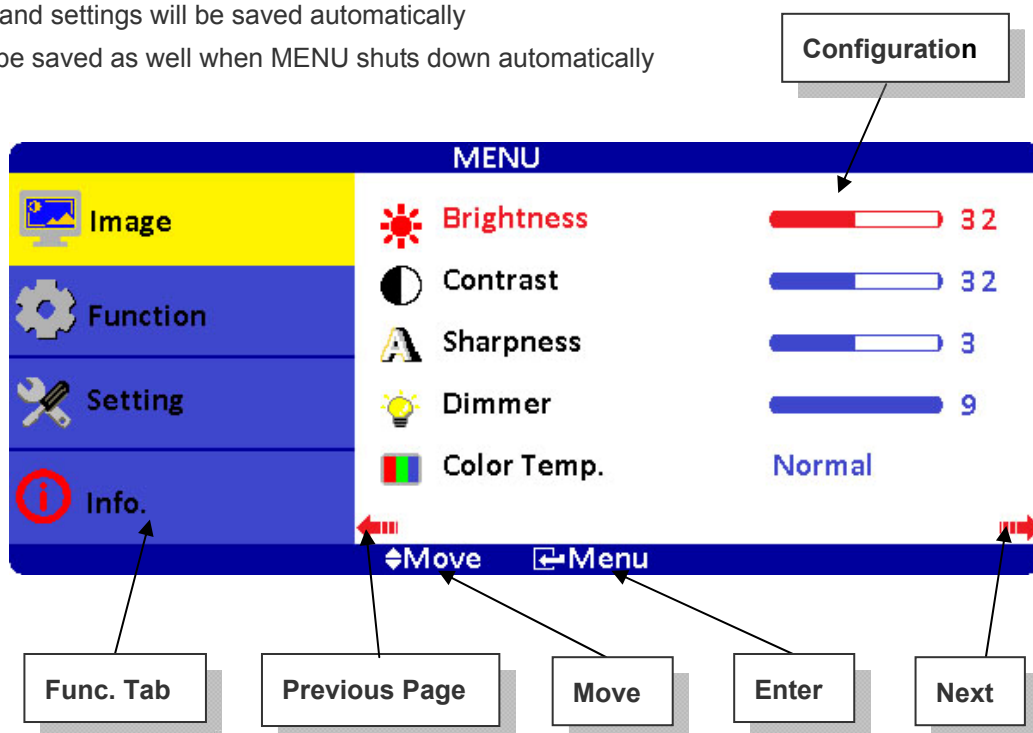 and settings will be saved automatically
be saved as well when MENU shuts down automatically
Configuration
MENU
Image
Function
Setting
Info.
Brightness 32
Contrast 32
Sharpness 3
Dimmer 9
Color Temp. Normal
Move Menu
Func. Tab
Previous Page
Move
Enter
Next